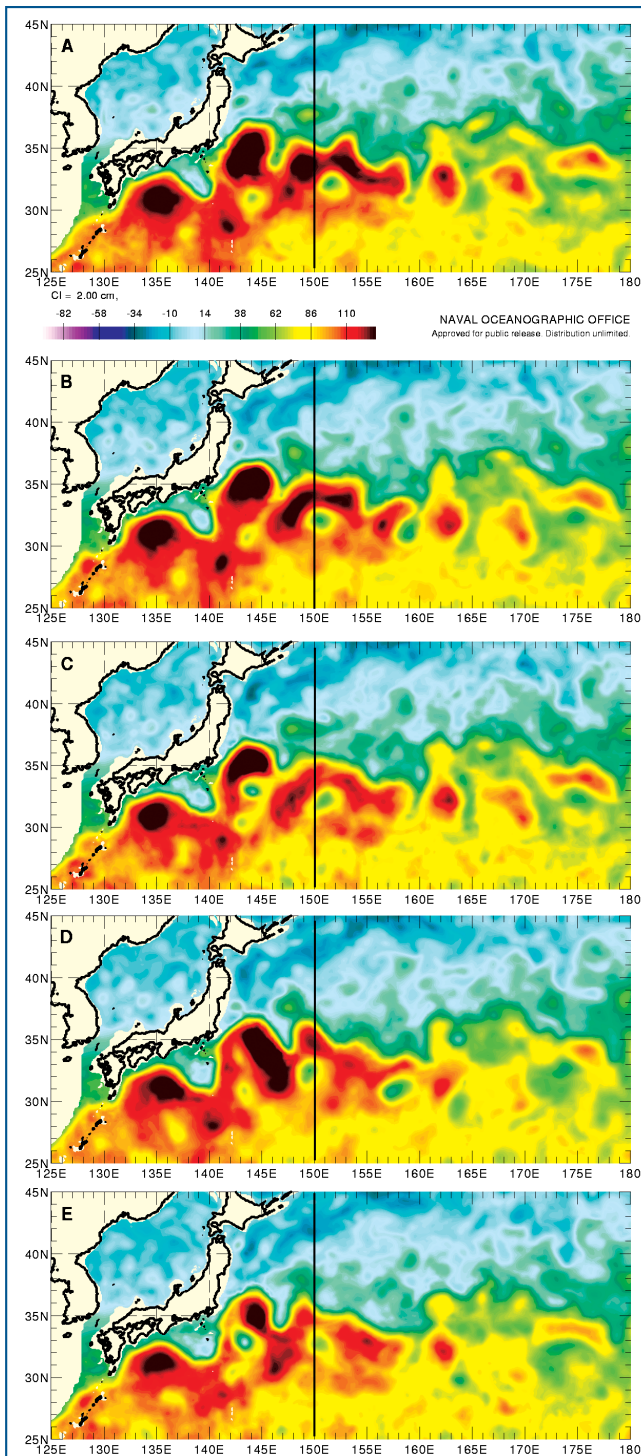 45N
A
40N
35N
30N
25N
125E 130E 135E 140E 145E 150E 155E 160E 165E 170E 175E 180
CI = 2.00 cm,
-82 -58 -34 -10 14 38 62 86 110
NAVAL OCEANOGRAPHIC OFFICE
Approved for public release. Distribution unlimited.
45N
B
40N
35N
30N
25N
125E 130E 135E 140E 145E 150E 155E 160E 165E 170E 175E 180
45N
C
40N
35N
30N
25N
125E 130E 135E 140E 145E 150E 155E 160E 165E 170E 175E 180
45N
D
40N
35N
30N
25N
125E 130E 135E 140E 145E 150E 155E 160E 165E 170E 175E 180
45N
E
40N
35N
30N
25N
125E 130E 135E 140E 145E 150E 155E 160E 165E 170E 175E 180